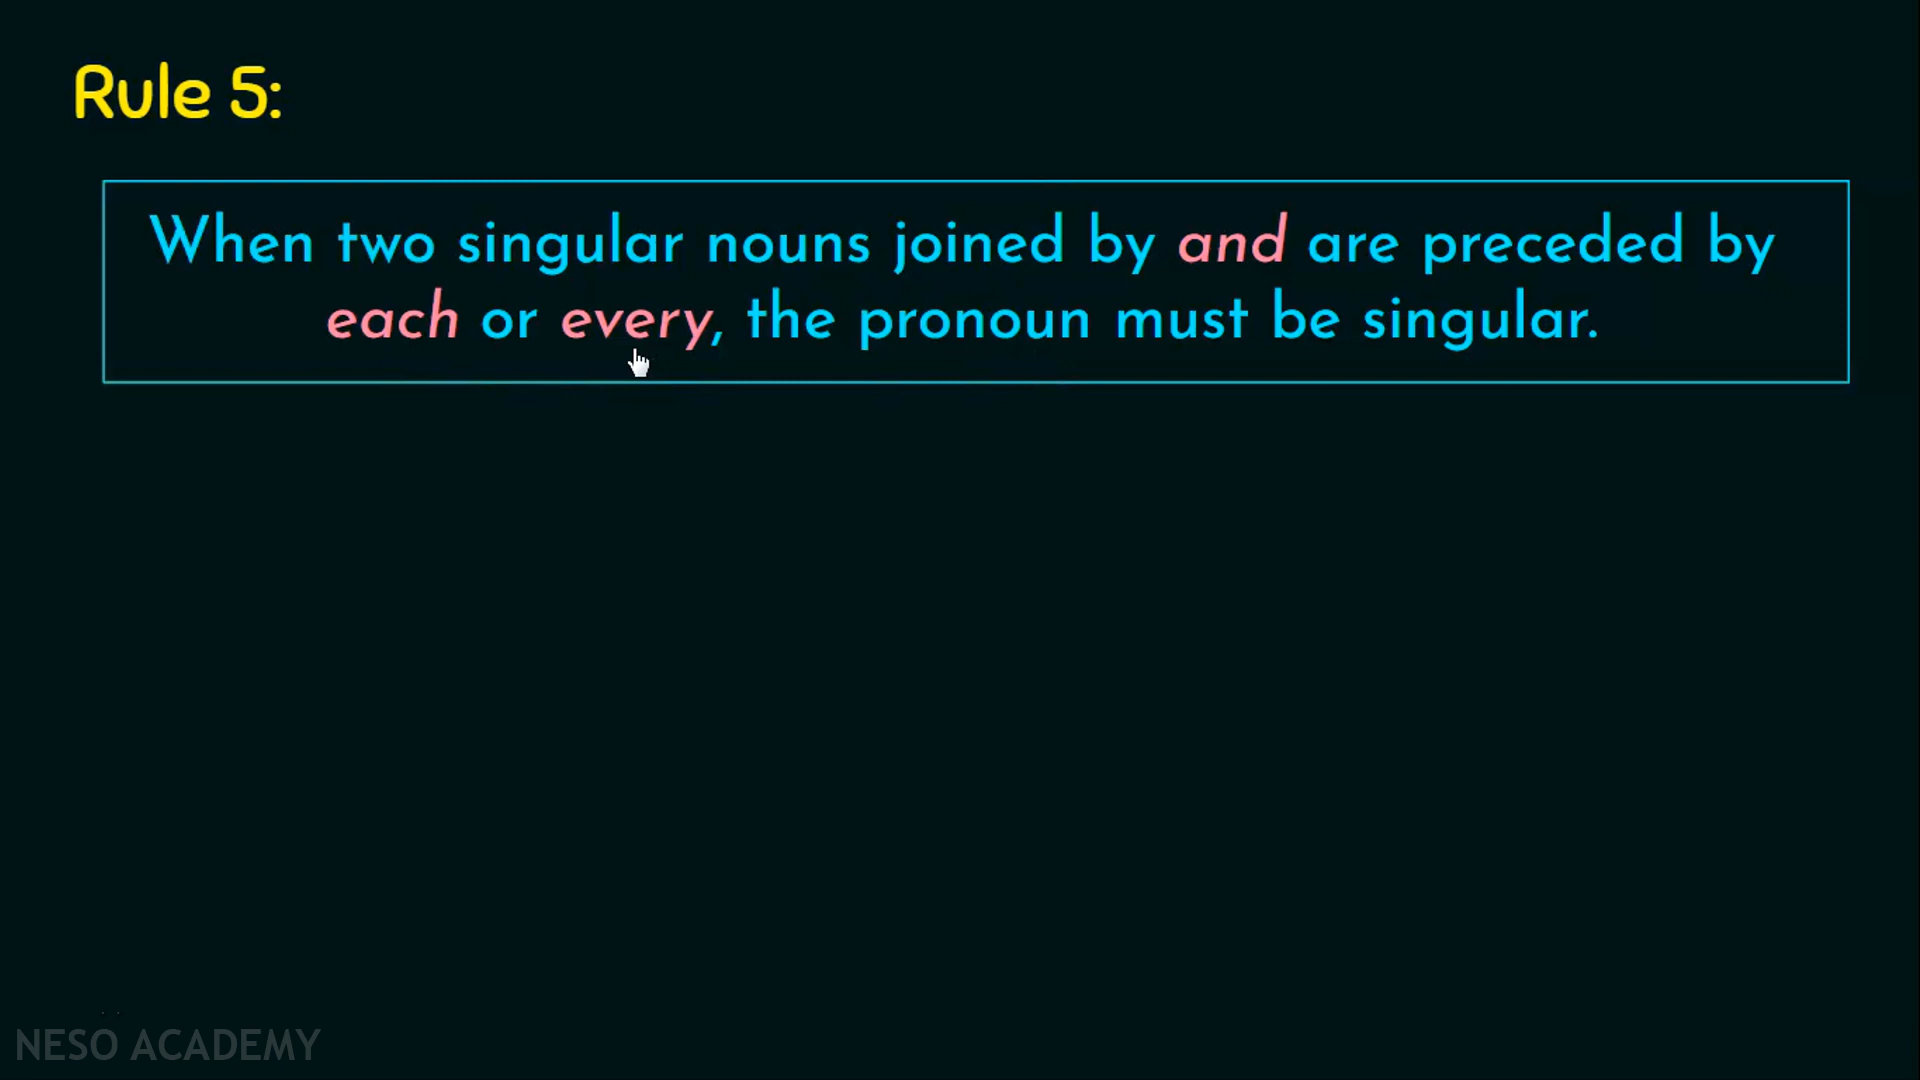 Rule 5:
When two singular nouns joined by and are preceded by
each or every, the pronoun must be singular.
NESO ACADEMY